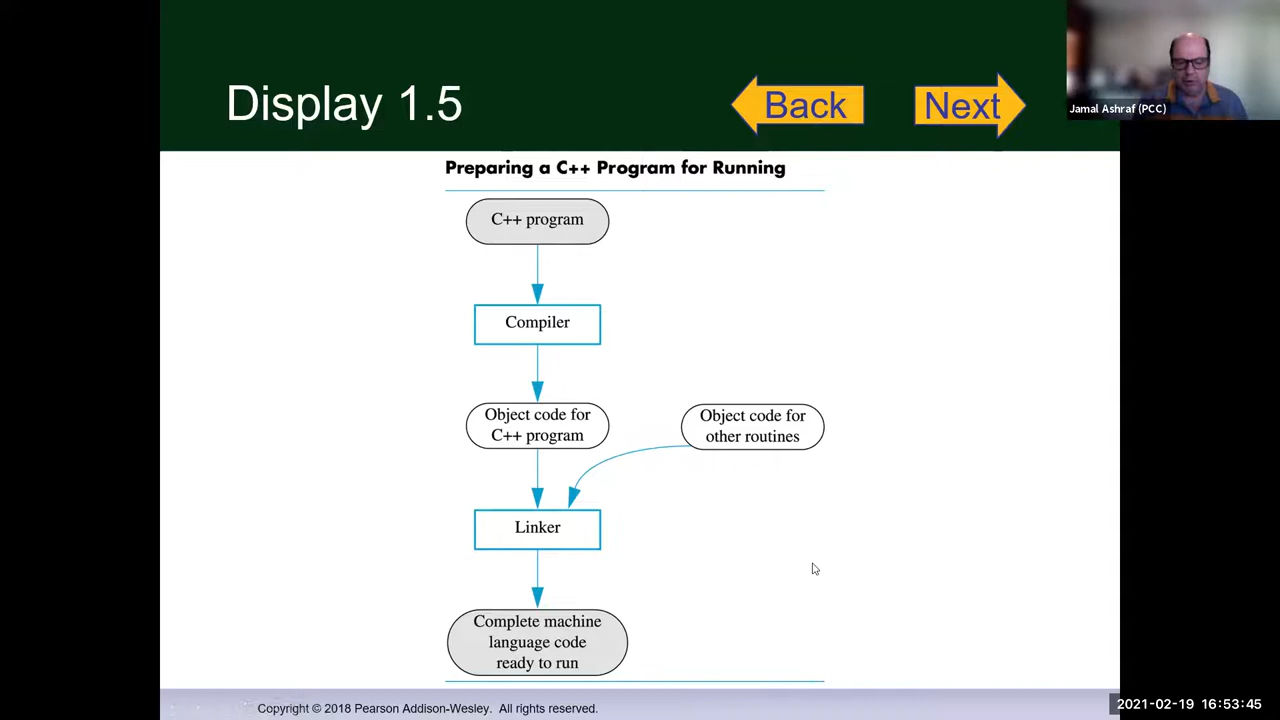 Display 1.5
Back
Next
Jamal Ashraf (PCC)
Preparing a C++ Program for Running
C++ program
Compiler
Object code for
C++ program
Object code for
other routines
Linker
Complete machine
language code
ready to run
Copyright © 2018 Pearson Addison-Wesley.  All rights reserved.
2021-02-19 16:53:45